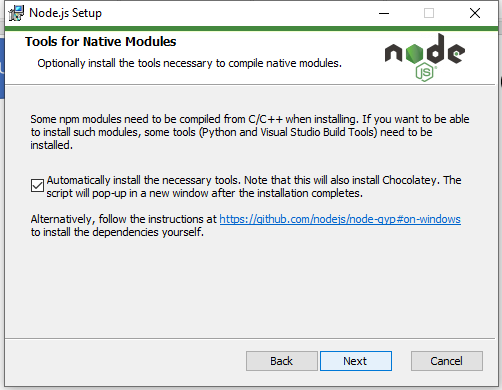 Node.js Setup
Tools for Native Modules
Optionally install the tools necessary to compile native modules.
node
JS
Some npm modules need to be compiled from C/C++ when installing. If you want to be able
to install such modules, some tools (Python and Visual Studio Build Tools) need to be
installed.
Automatically install the necessary tools. Note that this will also install Chocolatey. The
script will pop-up in a new window after the installation completes.
Alternatively, follow the instructions at https://github.com/nodejs/node-gyp#on-windows
to install the dependencies yourself.
Back Next Cancel